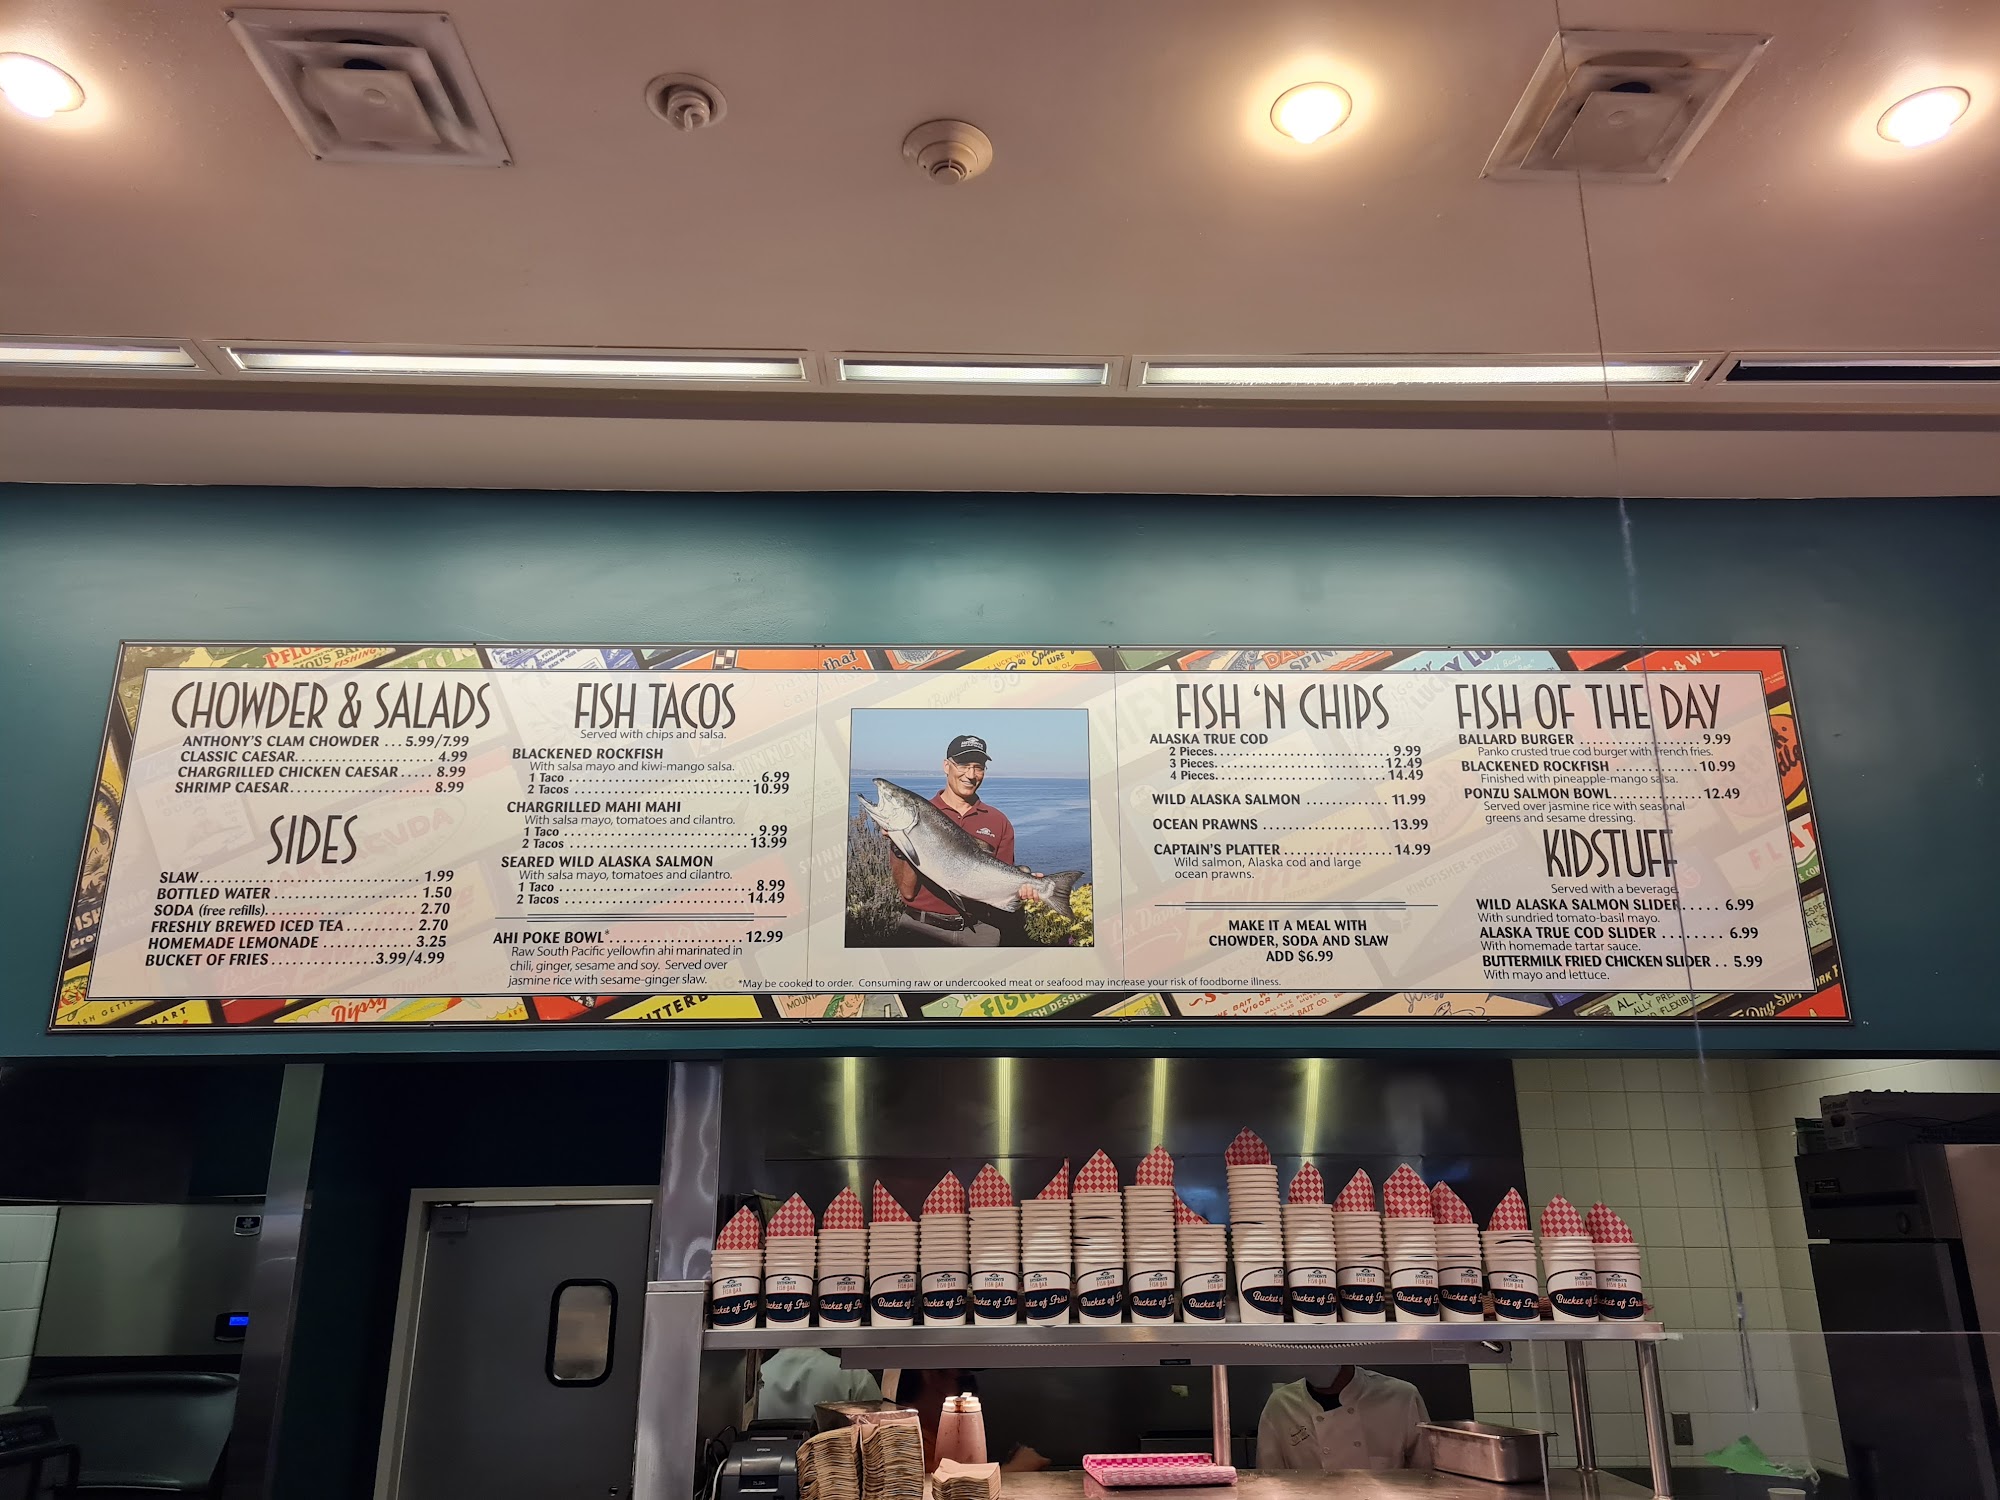 CHOWDER & SALADS
ANTHONY'S CLAM CHOWDER ... 5.99/7.99
CLASSIC CAESAR........................ 4.99
CHARGRILLED CHICKEN CAESAR ..... 8.99
SHRIMP CAESAR........................ 8.99
SIDES
SLAW.................................. 1.99
BOTTLED WATER ........................ 1.50
SODA (free refills)......................... 2.70
FRESHLY BREWED ICED TEA .......... 2.70
HOMEMADE LEMONADE .............. 3.25
BUCKET OF FRIES ...............3.99/4.99
FISH TACOS
Served with chips and salsa.
BLACKENED ROCKFISH
With salsa mayo and kiwi-mango salsa.
1 Taco ............................ 6.99
2 Tacos ........................... 10.99
CHARGRILLED MAHI MAHI
With salsa mayo, tomatoes and cilantro.
1 Taco ............................ 9.99
2 Tacos ........................... 13.99
SEARED WILD ALASKA SALMON
With salsa mayo, tomatoes and cilantro.
1 Taco ............................ 8.99
2 Tacos ........................... 14.49
AHI POKE BOWL*.................... 12.99
Raw South Pacific yellowfin ahi marinated in
chili, ginger, sesame and soy. Served over
jasmine rice with sesame-ginger slaw.
*May be cooked to order. Consuming raw or undercooked meat or seafood may increase your risk of foodborne illness.
FISH 'N CHIPS
ALASKA TRUE COD
2 Pieces........................... 9.99
3 Pieces........................... 12.49
4 Pieces........................... 14.49
WILD ALASKA SALMON ............ 11.99
OCEAN PRAWNS .................. 13.99
CAPTAIN'S PLATTER ............... 14.99
Wild salmon, Alaska cod and large
ocean prawns.
MAKE IT A MEAL WITH
CHOWDER, SODA AND SLAW
ADD $6.99
FISH OF THE DAY
BALLARD BURGER .................. 9.99
Panko crusted true cod burger with French fries.
BLACKENED ROCKFISH ............ 10.99
Finished with pineapple-mango salsa.
PONZU SALMON BOWL............... 12.49
Served over jasmine rice with seasonal
greens and sesame dressing.
KIDSTUFF
Served with a beverage.
WILD ALASKA SALMON SLIDER..... 6.99
With sundried tomato-basil mayo.
ALASKA TRUE COD SLIDER ........ 6.99
With homemade tartar sauce.
BUTTERMILK FRIED CHICKEN SLIDER .. 5.99
With mayo and lettuce.
ANTHONY'S
FISH BAR
Bucket of Fries